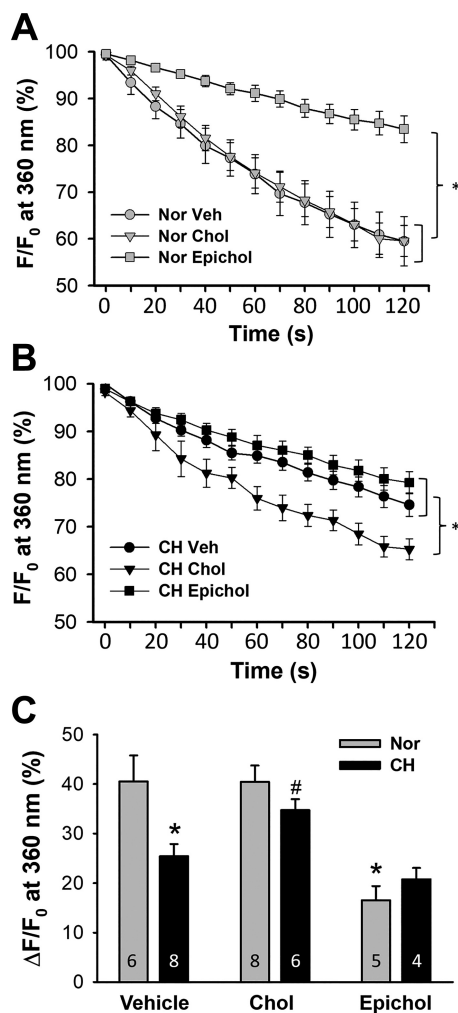 A
F/F0 at 360 nm (%)
100
90
80
70
60
50
Nor Veh
Nor Chol
Nor Epichol
*
0 20 40 60 80 100 120
Time (s)
B
F/F0 at 360 nm (%)
100
90
80
70
60
50
CH Veh
CH Chol
CH Epichol
*
0 20 40 60 80 100 120
Time (s)
C
ΔF/F0 at 360 nm (%)
50
40
30
20
10
0
Nor
CH
* # *
6 8 8 6 5 4
Vehicle Chol Epichol